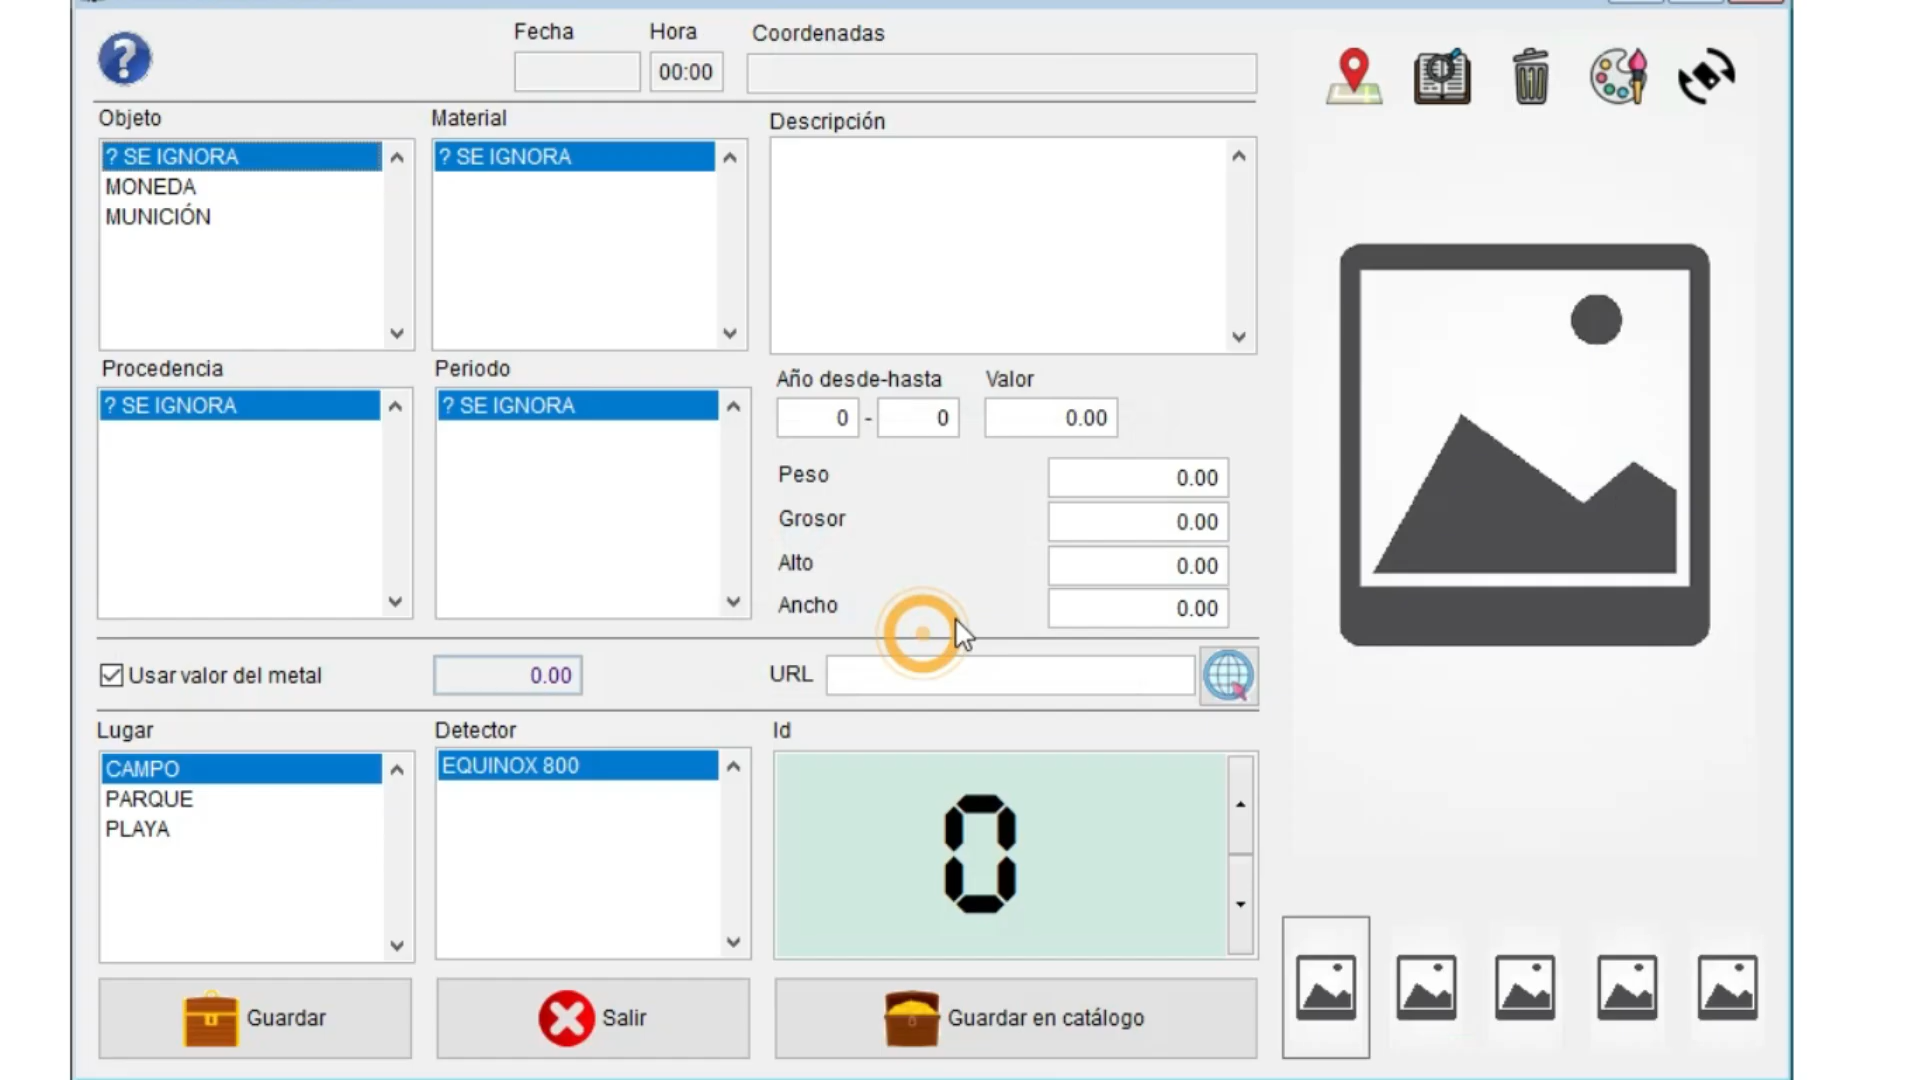 Fecha Hora Coordenadas
00:00
Objeto Material Descripción
? SE IGNORA
MONEDA
MUNICIÓN
? SE IGNORA
Procedencia Periodo
? SE IGNORA
? SE IGNORA
Año desde-hasta Valor
0 - 0 0.00
Peso 0.00
Grosor 0.00
Alto 0.00
Ancho 0.00
Usar valor del metal 0.00 URL
Lugar Detector Id
CAMPO
PARQUE
PLAYA
EQUINOX 800
0
Guardar Salir Guardar en catálogo